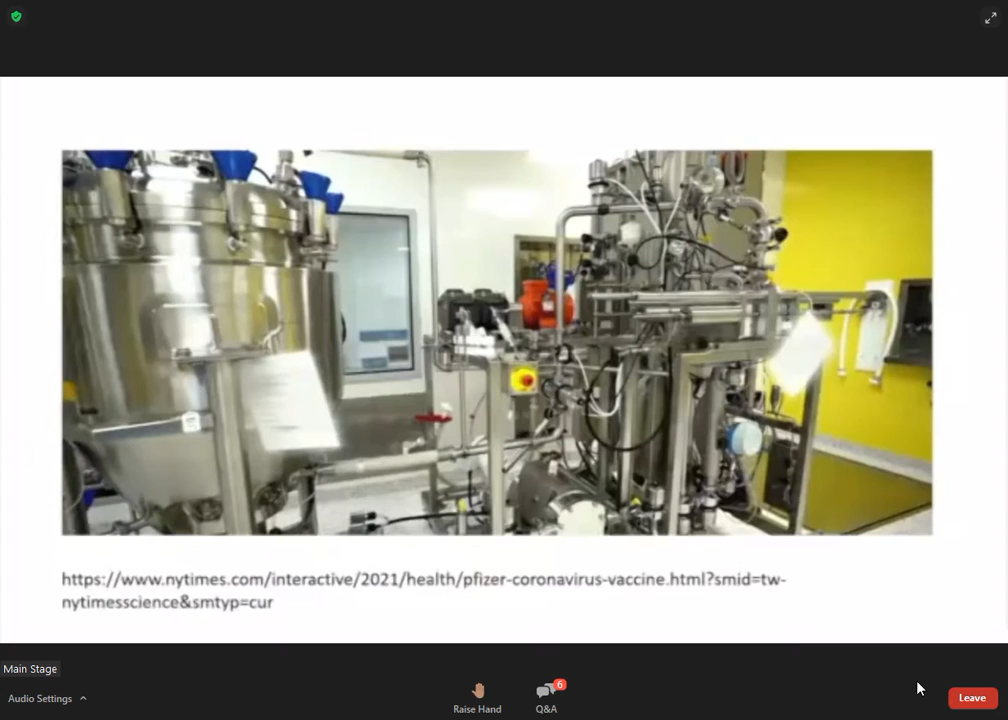 https://www.nytimes.com/interactive/2021/health/pfizer-coronavirus-vaccine.html?smid=tw-
nytimesscience&smtyp=cur
Main Stage
Audio Settings
Raise Hand
6
Q&A
Leave